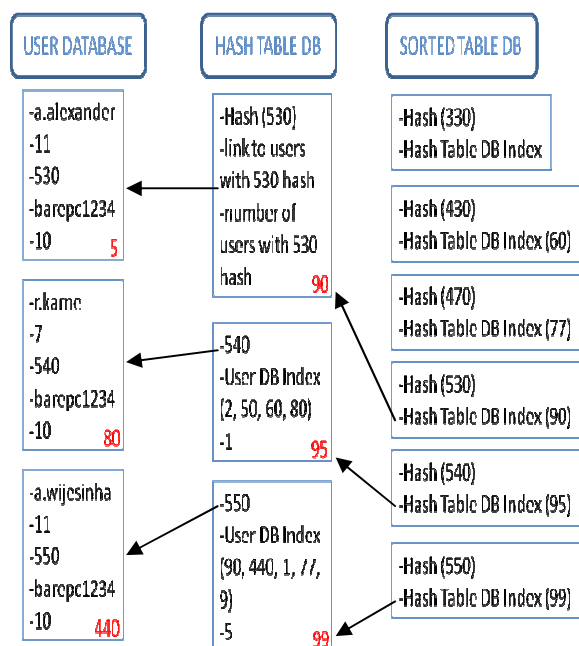 USER DATABASE
-a.alexander
-11
-530
-barepc1234
-10
5
-r.kame
-7
-540
-barepc1234
-10
80
-a.wijesinha
-11
-550
-barepc1234
-10
440
HASH TABLE DB
-Hash (530)
-link to users
with 530 hash
-number of
users with 530
hash
90
-540
-User DB Index
(2, 50, 60, 80)
-1
95
-550
-User DB Index
(90, 440, 1, 77,
9)
-5
99
SORTED TABLE DB
-Hash (330)
-Hash Table DB Index
-Hash (430)
-Hash Table DB Index (60)
-Hash (470)
-Hash Table DB Index (77)
-Hash (530)
-Hash Table DB Index (90)
-Hash (540)
-Hash Table DB Index (95)
-Hash (550)
-Hash Table DB Index (99)